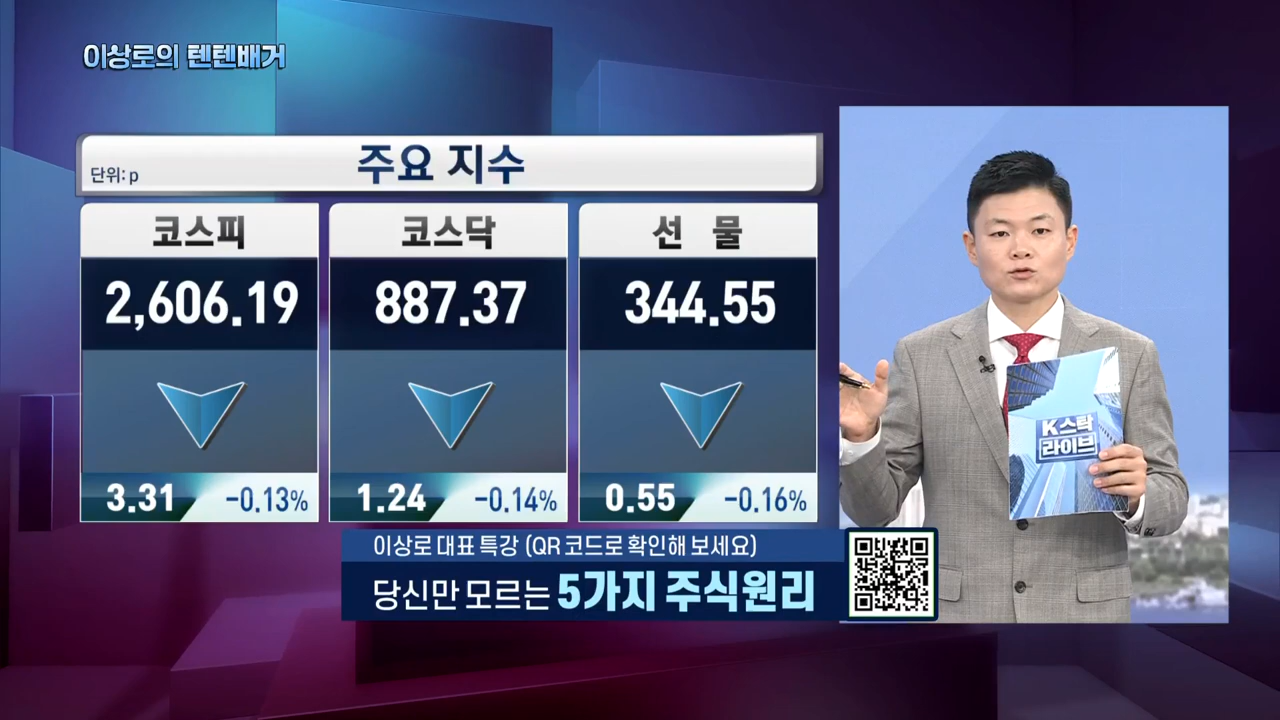 이상로의 텐텐배거
주요 지수
단위: p
코스피 코스닥 선 물
2,606.19 887.37 344.55
3.31 -0.13% 1.24 -0.14% 0.55 -0.16%
K스탁
라이브
이상로 대표 특강 (QR 코드로 확인해 보세요)
당신만 모르는 5가지 주식원리